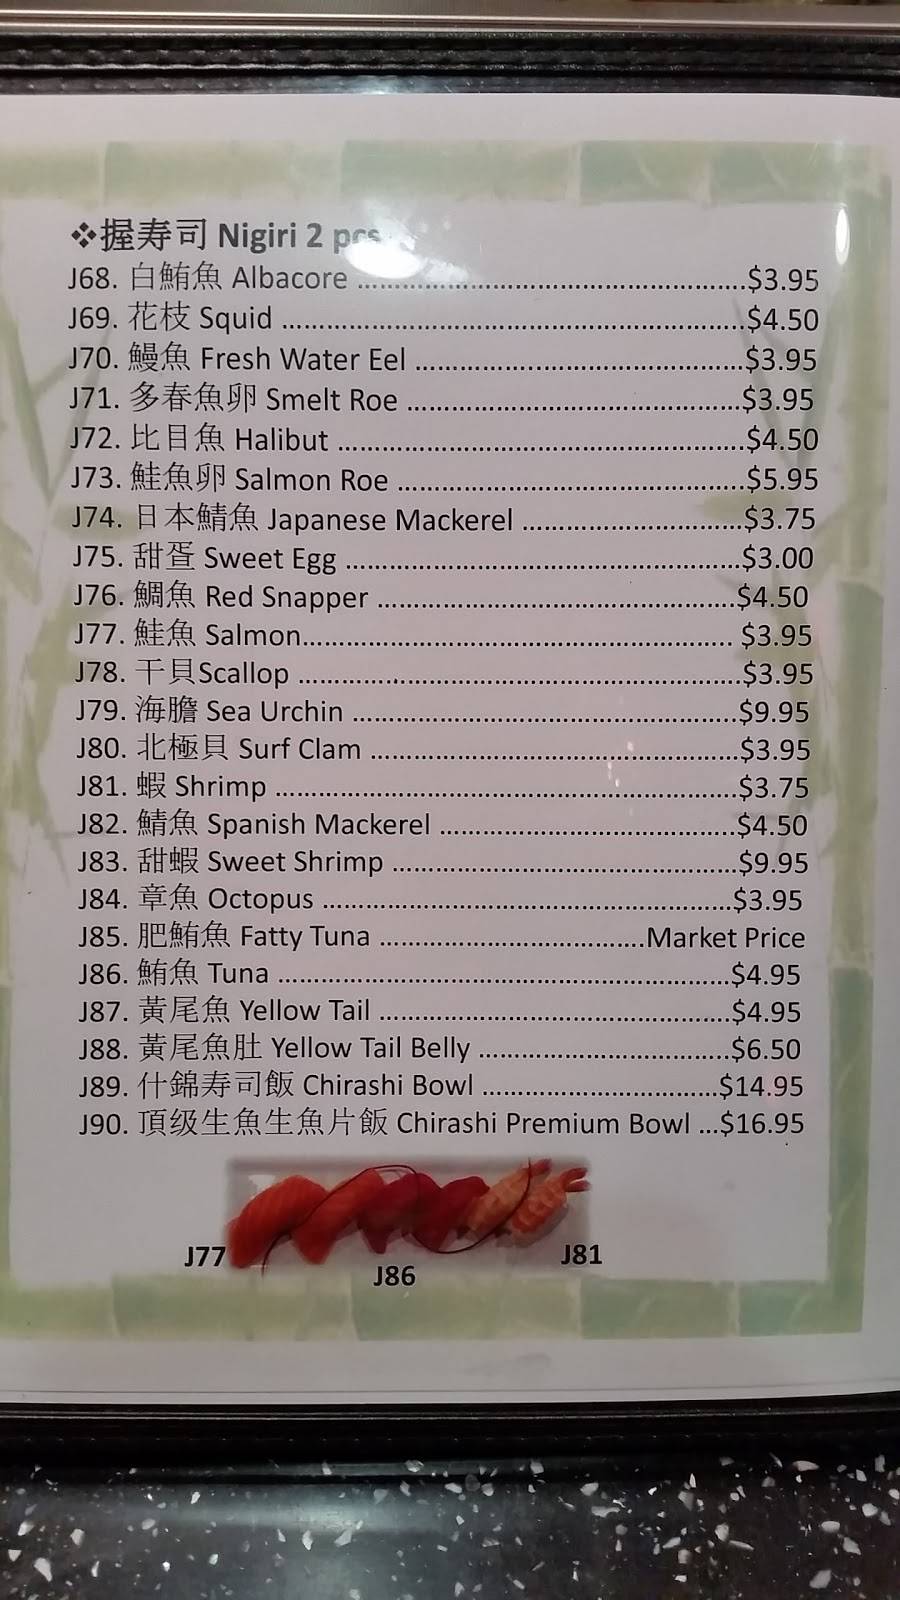 ❖握寿司 Nigiri 2 pcs
J68. 白鮪魚 Albacore ........................................................$3.95
J69. 花枝 Squid ........................................................$4.50
J70. 鰻魚 Fresh Water Eel ........................................................$3.95
J71. 多春魚卵 Smelt Roe ........................................................$3.95
J72. 比目魚 Halibut ........................................................$4.50
J73. 鮭魚卵 Salmon Roe ........................................................$5.95
J74. 日本鯖魚 Japanese Mackerel ........................................$3.75
J75. 甜蛋 Sweet Egg ........................................................$3.00
J76. 鯛魚 Red Snapper ........................................................$4.50
J77. 鮭魚 Salmon........................................................ $3.95
J78. 干貝Scallop ........................................................$3.95
J79. 海膽 Sea Urchin ........................................................$9.95
J80. 北極貝 Surf Clam ........................................................$3.95
J81. 蝦 Shrimp ........................................................$3.75
J82. 鯖魚 Spanish Mackerel ........................................................$4.50
J83. 甜蝦 Sweet Shrimp ........................................................$9.95
J84. 章魚 Octopus ........................................................$3.95
J85. 肥鮪魚 Fatty Tuna ........................................Market Price
J86. 鮪魚 Tuna ........................................................$4.95
J87. 黃尾魚 Yellow Tail ........................................................$4.95
J88. 黃尾魚肚 Yellow Tail Belly ........................................$6.50
J89. 什錦寿司飯 Chirashi Bowl ........................................$14.95
J90. 頂级生魚生魚片飯 Chirashi Premium Bowl ...$16.95
J77 J86 J81